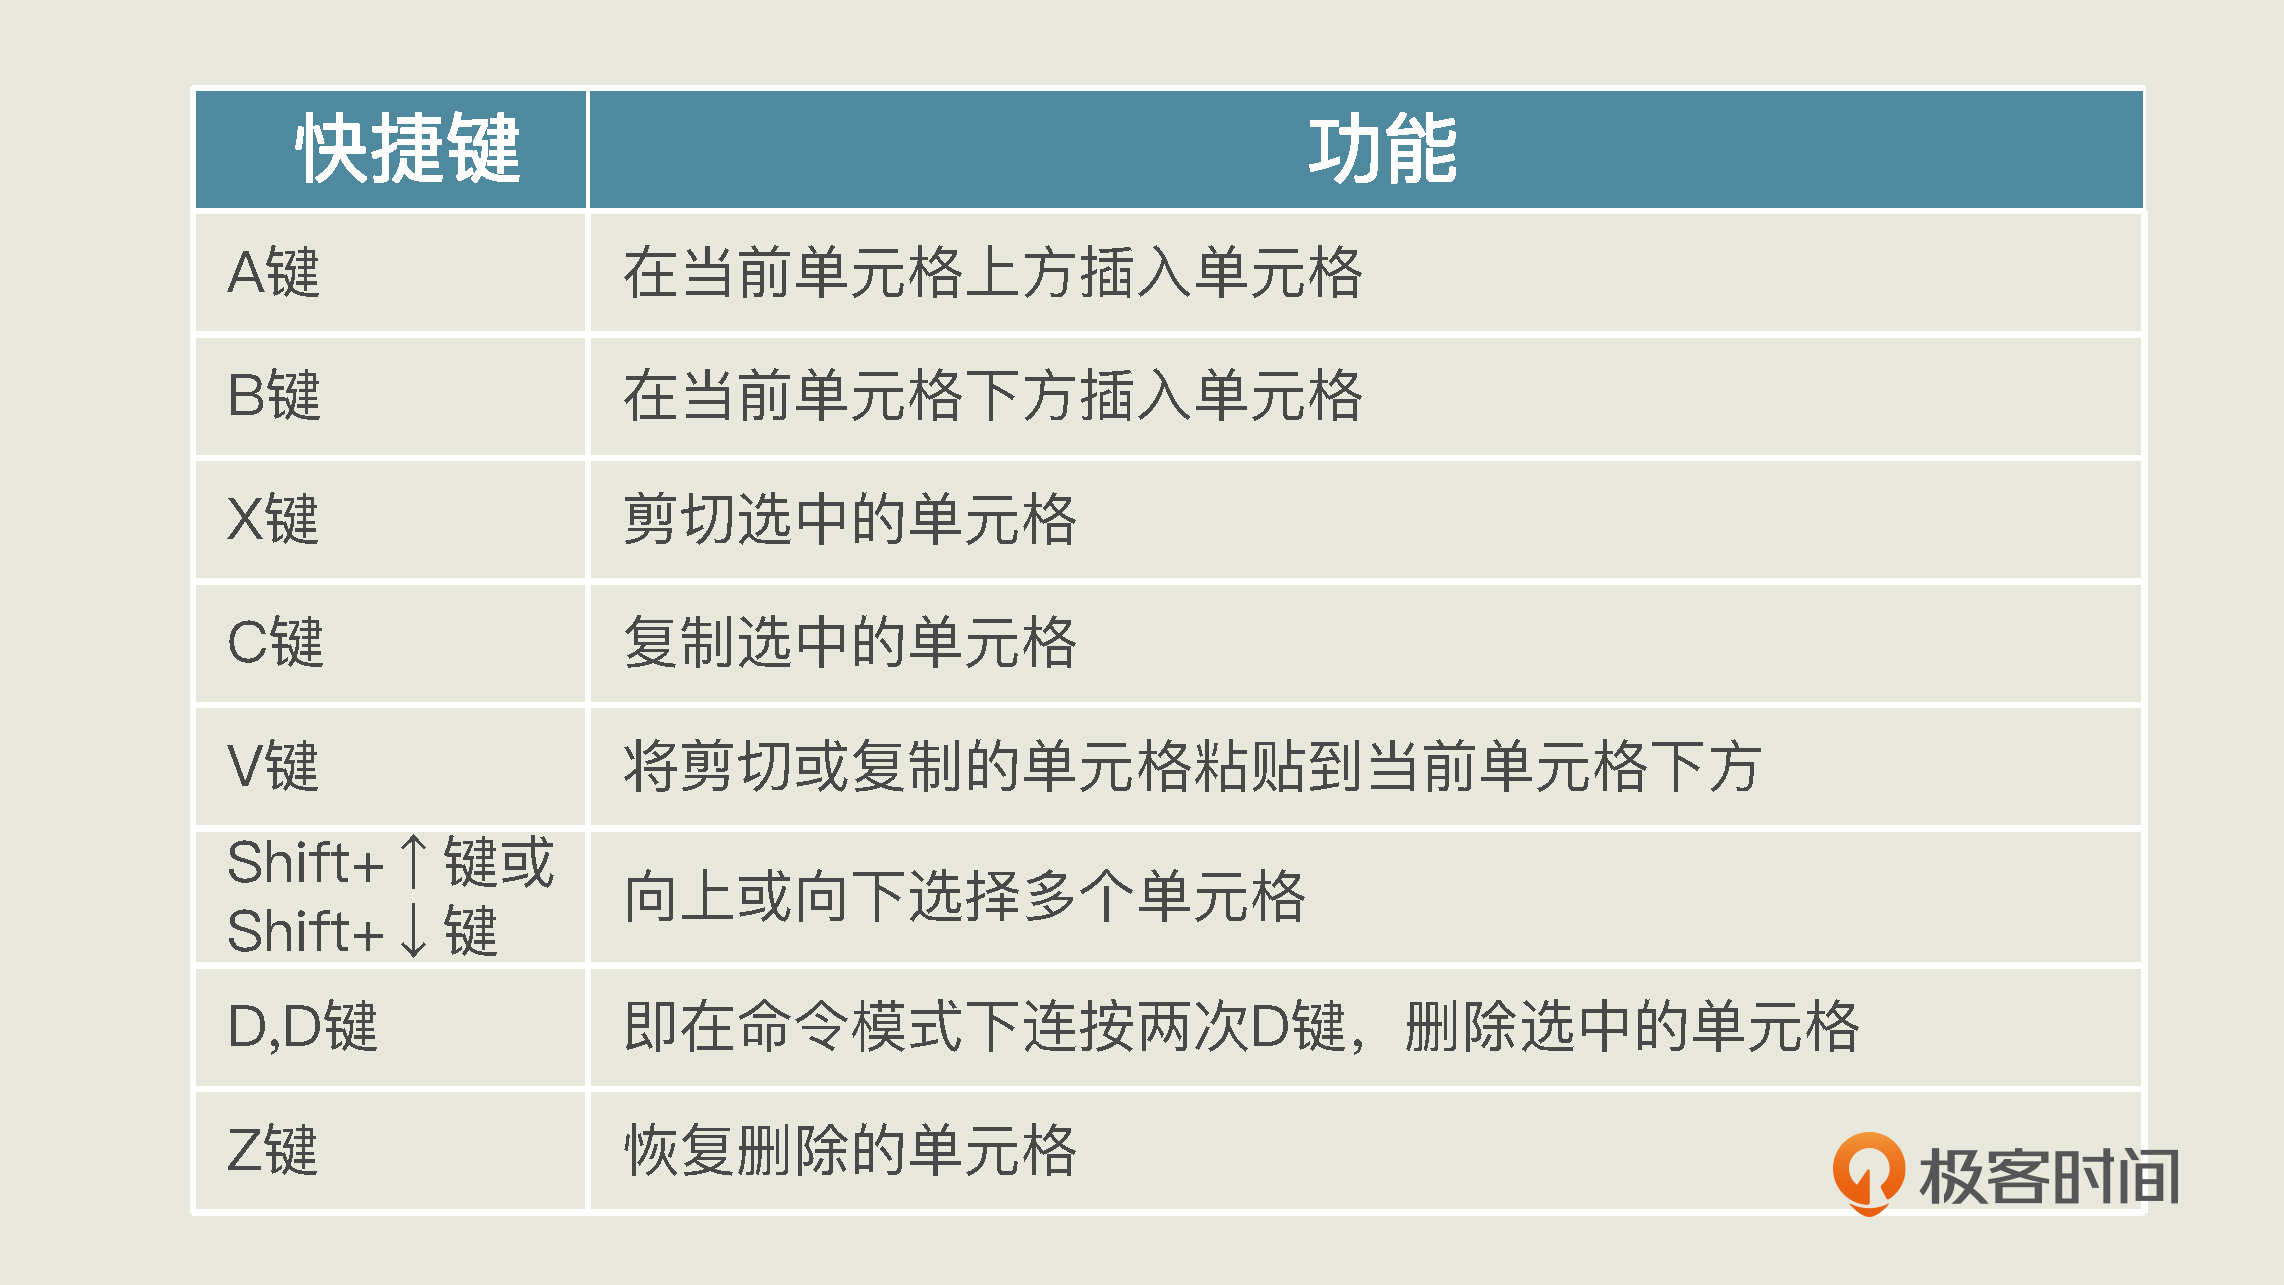 快捷键 功能
A键 在当前单元格上方插入单元格
B键 在当前单元格下方插入单元格
X键 剪切选中的单元格
C键 复制选中的单元格
V键 将剪切或复制的单元格粘贴到当前单元格下方
Shift+↑键或
Shift+↓键
向上或向下选择多个单元格
D,D键 即在命令模式下连按两次D键，删除选中的单元格
Z键 恢复删除的单元格
极客时间